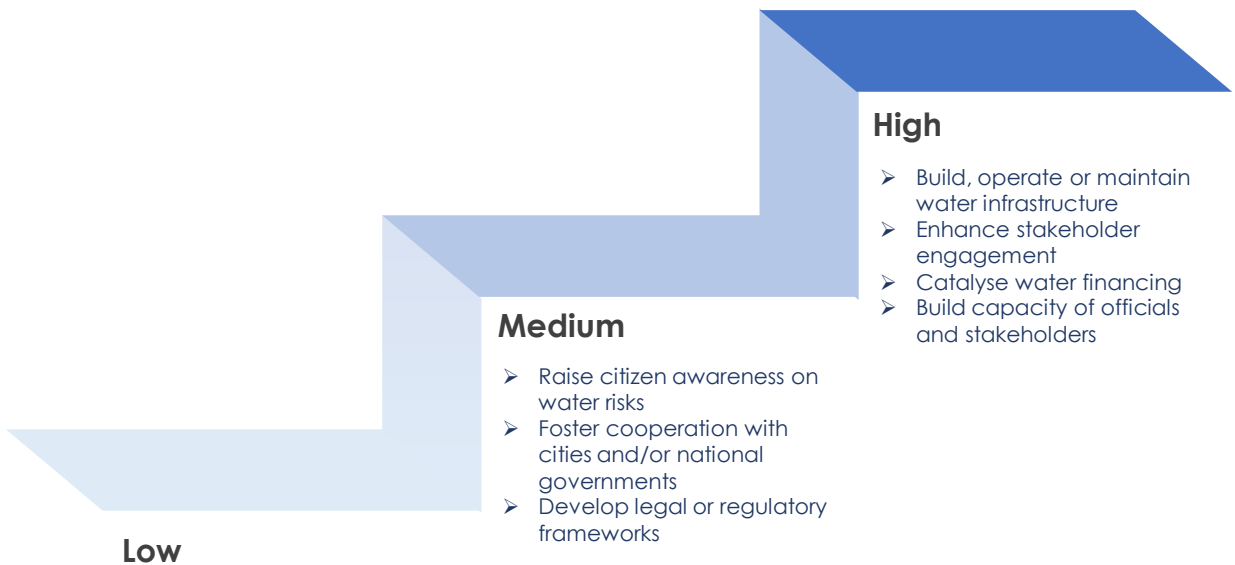 High
➢ Build, operate or maintain
water infrastructure
➢ Enhance stakeholder
engagement
➢ Catalyse water financing
➢ Build capacity of officials
and stakeholders
Medium
➢ Raise citizen awareness on
water risks
➢ Foster cooperation with
cities and/or national
governments
➢ Develop legal or regulatory
frameworks
Low